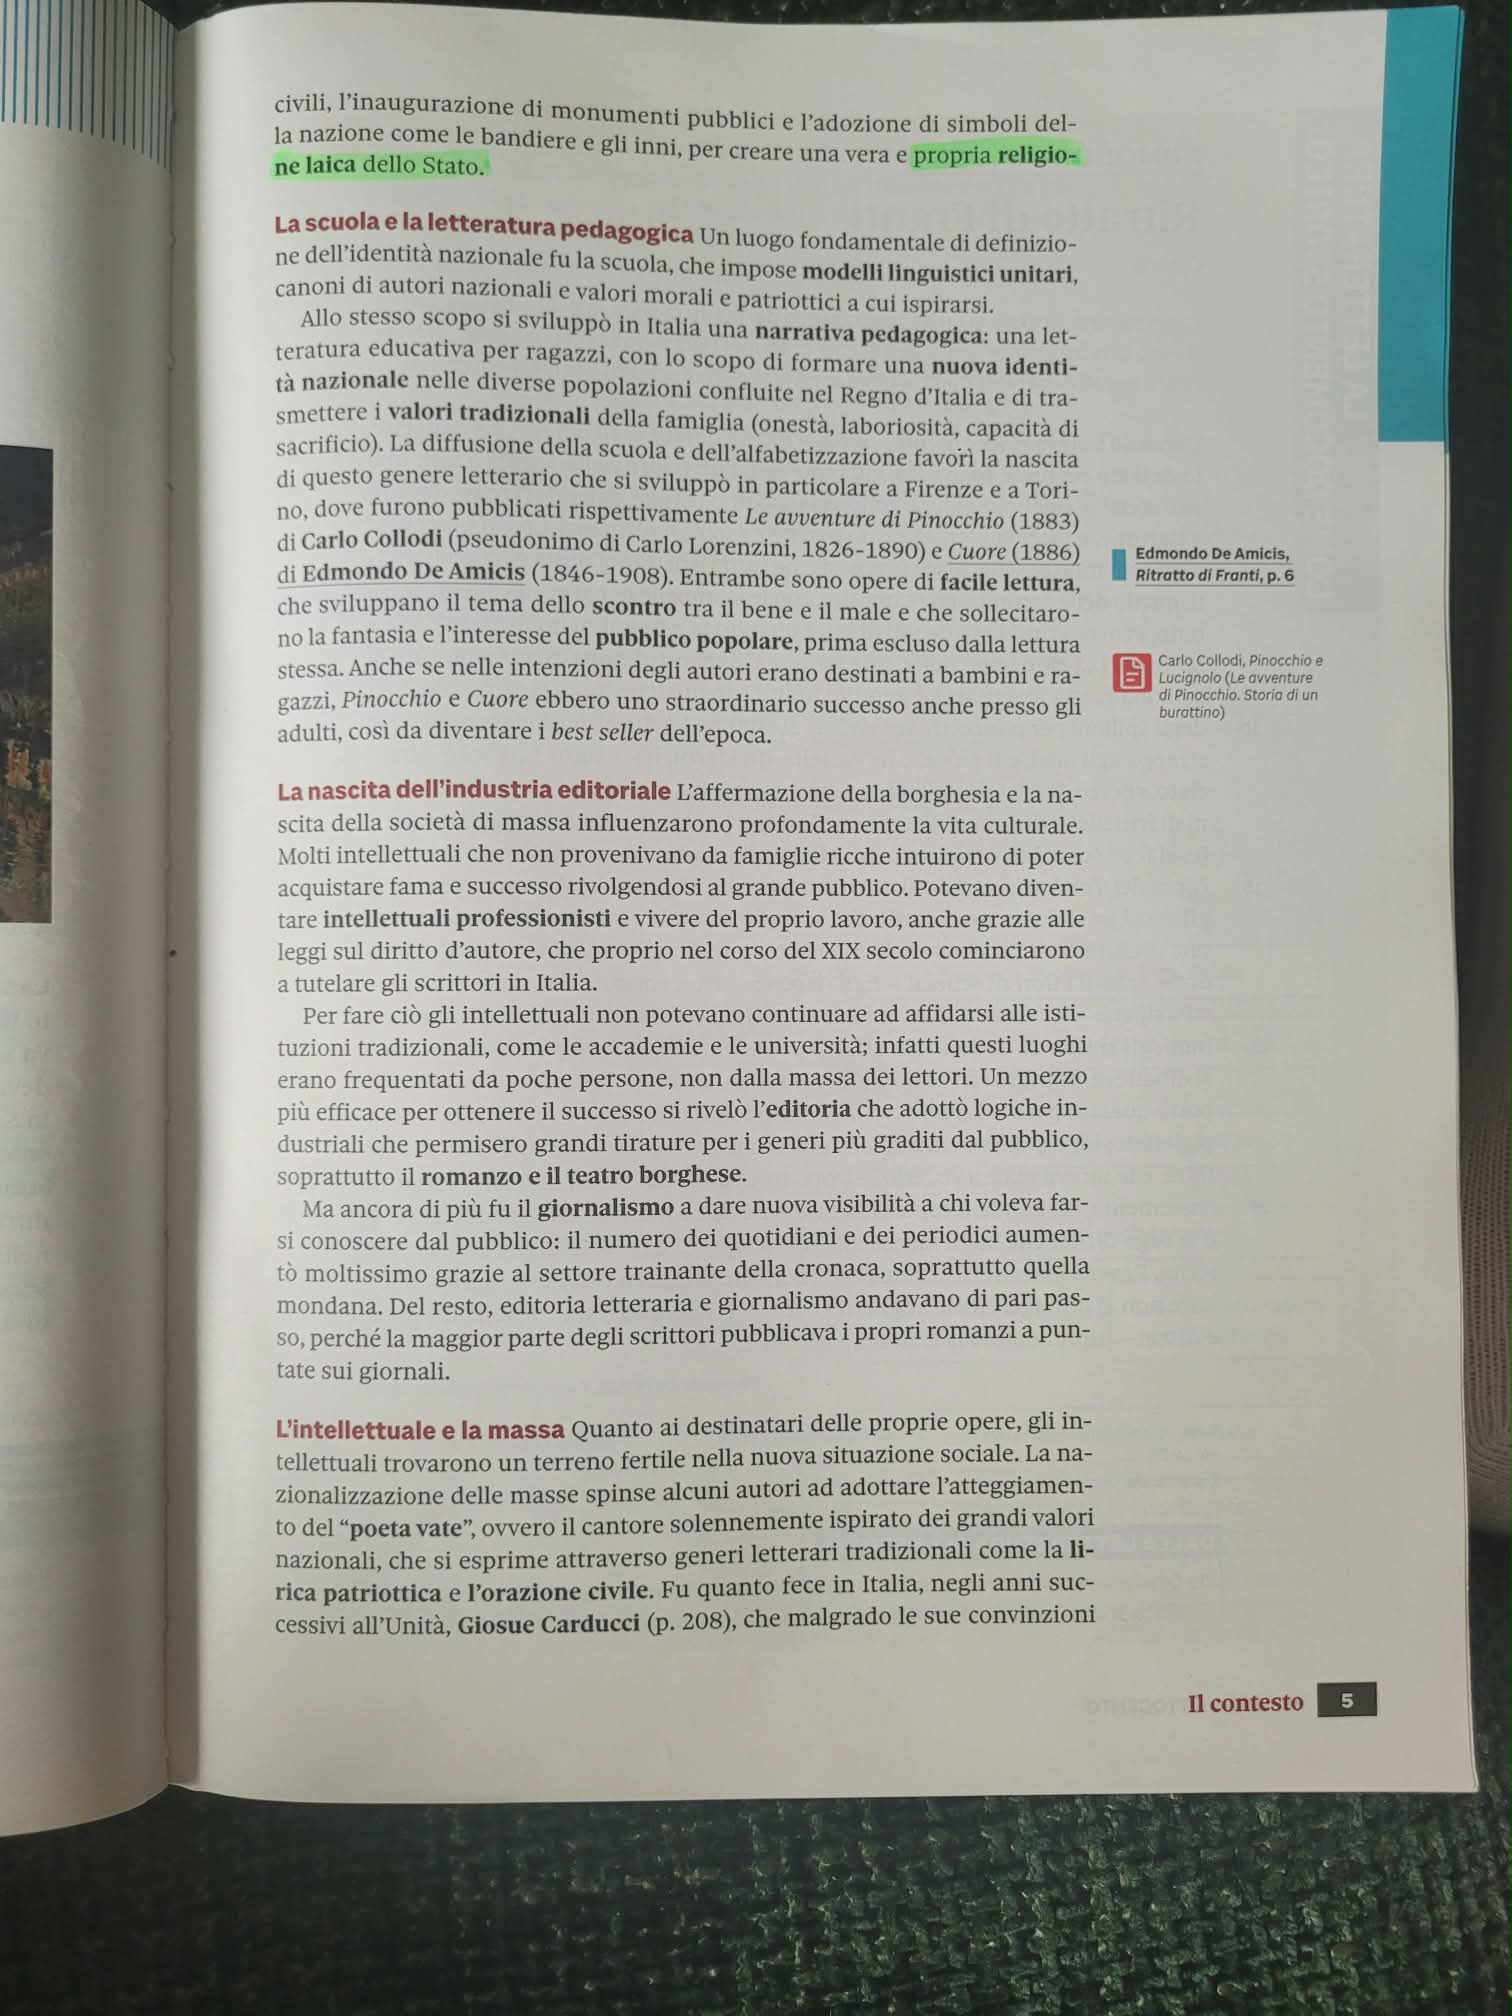 civili, l'inaugurazione di monumenti pubblici e l'adozione di simboli del-
la nazione come le bandiere e gli inni, per creare una vera e propria religio-
ne laica dello Stato.
La scuola e la letteratura pedagogica Un luogo fondamentale di definizio-
ne dell'identità nazionale fu la scuola, che impose modelli linguistici unitari,
canoni di autori nazionali e valori morali e patriottici a cui ispirarsi.
Allo stesso scopo si sviluppò in Italia una narrativa pedagogica: una let-
teratura educativa per ragazzi, con lo scopo di formare una nuova identi-
tà nazionale nelle diverse popolazioni confluite nel Regno d'Italia e di tra-
smettere i valori tradizionali della famiglia (onestà, laboriosità, capacità di
sacrificio). La diffusione della scuola e dell'alfabetizzazione favorì la nascita
di questo genere letterario che si sviluppò in particolare a Firenze e a Tori-
no, dove furono pubblicati rispettivamente Le avventure di Pinocchio (1883)
di Carlo Collodi (pseudonimo di Carlo Lorenzini, 1826-1890) e Cuore (1886)
di Edmondo De Amicis (1846-1908). Entrambe sono opere di facile lettura,
che sviluppano il tema dello scontro tra il bene e il male e che sollecitaro-
no la fantasia e l'interesse del pubblico popolare, prima escluso dalla lettura
stessa. Anche se nelle intenzioni degli autori erano destinati a bambini e ra-
gazzi, Pinocchio e Cuore ebbero uno straordinario successo anche presso gli
adulti, così da diventare i best seller dell'epoca.
Edmondo De Amicis,
Ritratto di Franti, p. 6
Carlo Collodi, Pinocchio e
Lucignolo (Le avventure
di Pinocchio. Storia di un
burattino)
La nascita dell'industria editoriale L'affermazione della borghesia e la na-
scita della società di massa influenzarono profondamente la vita culturale.
Molti intellettuali che non provenivano da famiglie ricche intuirono di poter
acquistare fama e successo rivolgendosi al grande pubblico. Potevano diven-
tare intellettuali professionisti e vivere del proprio lavoro, anche grazie alle
leggi sul diritto d'autore, che proprio nel corso del XIX secolo cominciarono
a tutelare gli scrittori in Italia.
Per fare ciò gli intellettuali non potevano continuare ad affidarsi alle isti-
tuzioni tradizionali, come le accademie e le università; infatti questi luoghi
erano frequentati da poche persone, non dalla massa dei lettori. Un mezzo
più efficace per ottenere il successo si rivelò l'editoria che adottò logiche in-
dustriali che permisero grandi tirature per i generi più graditi dal pubblico,
soprattutto il romanzo e il teatro borghese.
Ma ancora di più fu il giornalismo a dare nuova visibilità a chi voleva far-
si conoscere dal pubblico: il numero dei quotidiani e dei periodici aumen-
tò moltissimo grazie al settore trainante della cronaca, soprattutto quella
mondana. Del resto, editoria letteraria e giornalismo andavano di pari pas-
so, perché la maggior parte degli scrittori pubblicava i propri romanzi a pun-
tate sui giornali.
L'intellettuale e la massa Quanto ai destinatari delle proprie opere, gli in-
tellettuali trovarono un terreno fertile nella nuova situazione sociale. La na-
zionalizzazione delle masse spinse alcuni autori ad adottare l'atteggiamen-
to del "poeta vate", ovvero il cantore solennemente ispirato dei grandi valori
nazionali, che si esprime attraverso generi letterari tradizionali come la li-
rica patriottica e l'orazione civile. Fu quanto fece in Italia, negli anni suc-
cessivi all'Unità, Giosue Carducci (p. 208), che malgrado le sue convinzioni
Il contesto 5